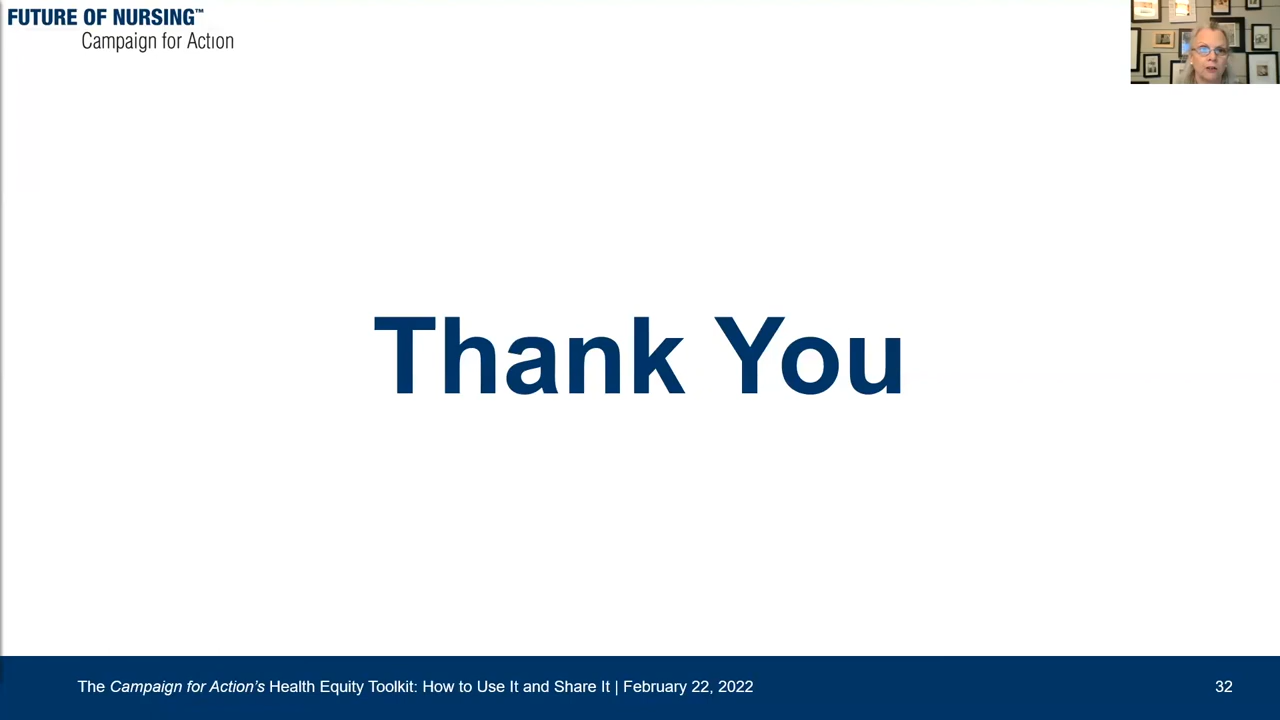 FUTURE OF NURSING™
Campaign for Action
Thank You
The Campaign for Action's Health Equity Toolkit: How to Use It and Share It | February 22, 2022
32